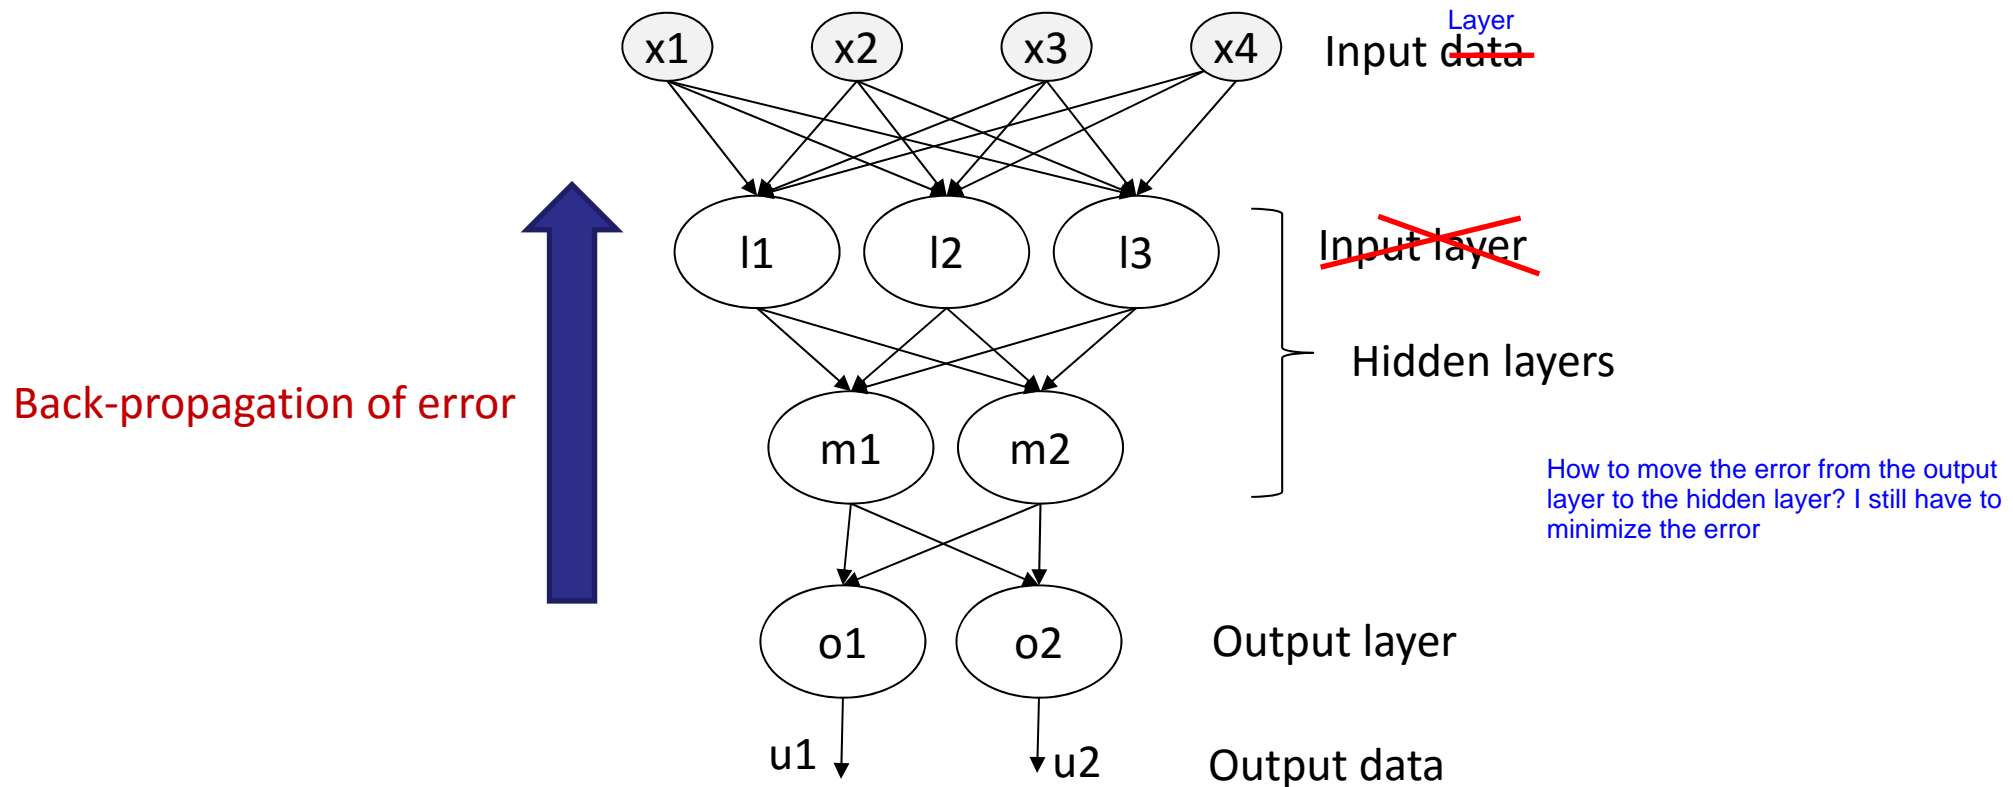 Layer
x1 x2 x3 x4 Input data
l1 l2 l3 Input layer
Hidden layers
Back-propagation of error
m1 m2
How to move the error from the output
layer to the hidden layer? I still have to
minimize the error
o1 o2 Output layer
u1 u2 Output data